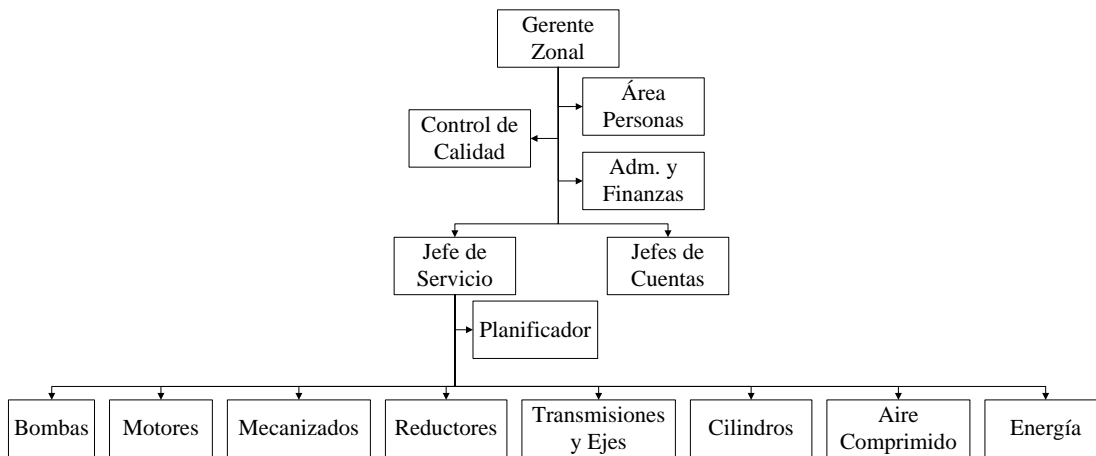 Gerente
Zonal
Área
Personas
Control de
Calidad
Adm. y
Finanzas
Jefe de
Servicio
Jefes de
Cuentas
Planificador
Bombas
Motores
Mecanizados
Reductores
Transmisiones
y Ejes
Cilindros
Aire
Comprimido
Energía